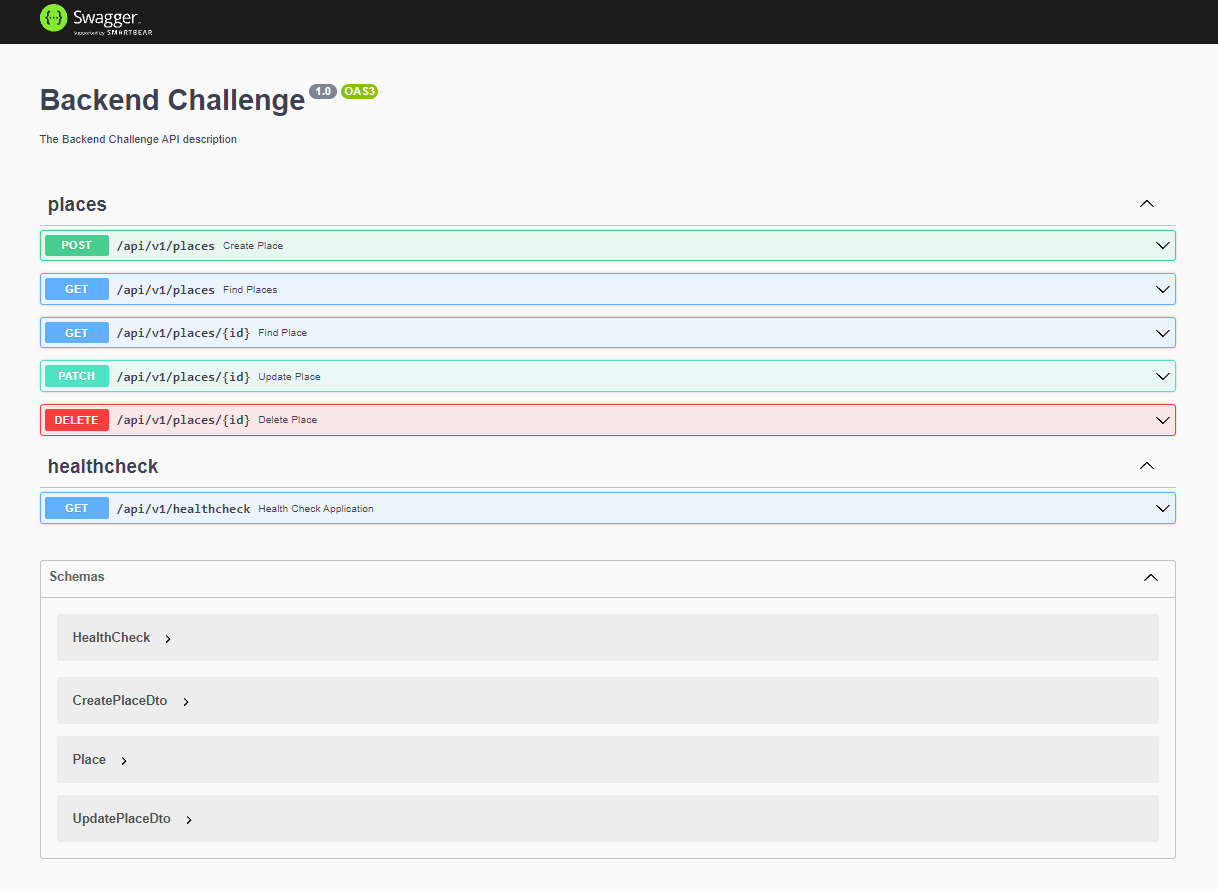 {···} Swagger
Supported by SMARTBEAR
Backend Challenge 1.0 OAS3
The Backend Challenge API description
places
POST /api/v1/places Create Place
GET /api/v1/places Find Places
GET /api/v1/places/{id} Find Place
PATCH /api/v1/places/{id} Update Place
DELETE /api/v1/places/{id} Delete Place
healthcheck
GET /api/v1/healthcheck Health Check Application
Schemas
HealthCheck
CreatePlaceDto
Place
UpdatePlaceDto